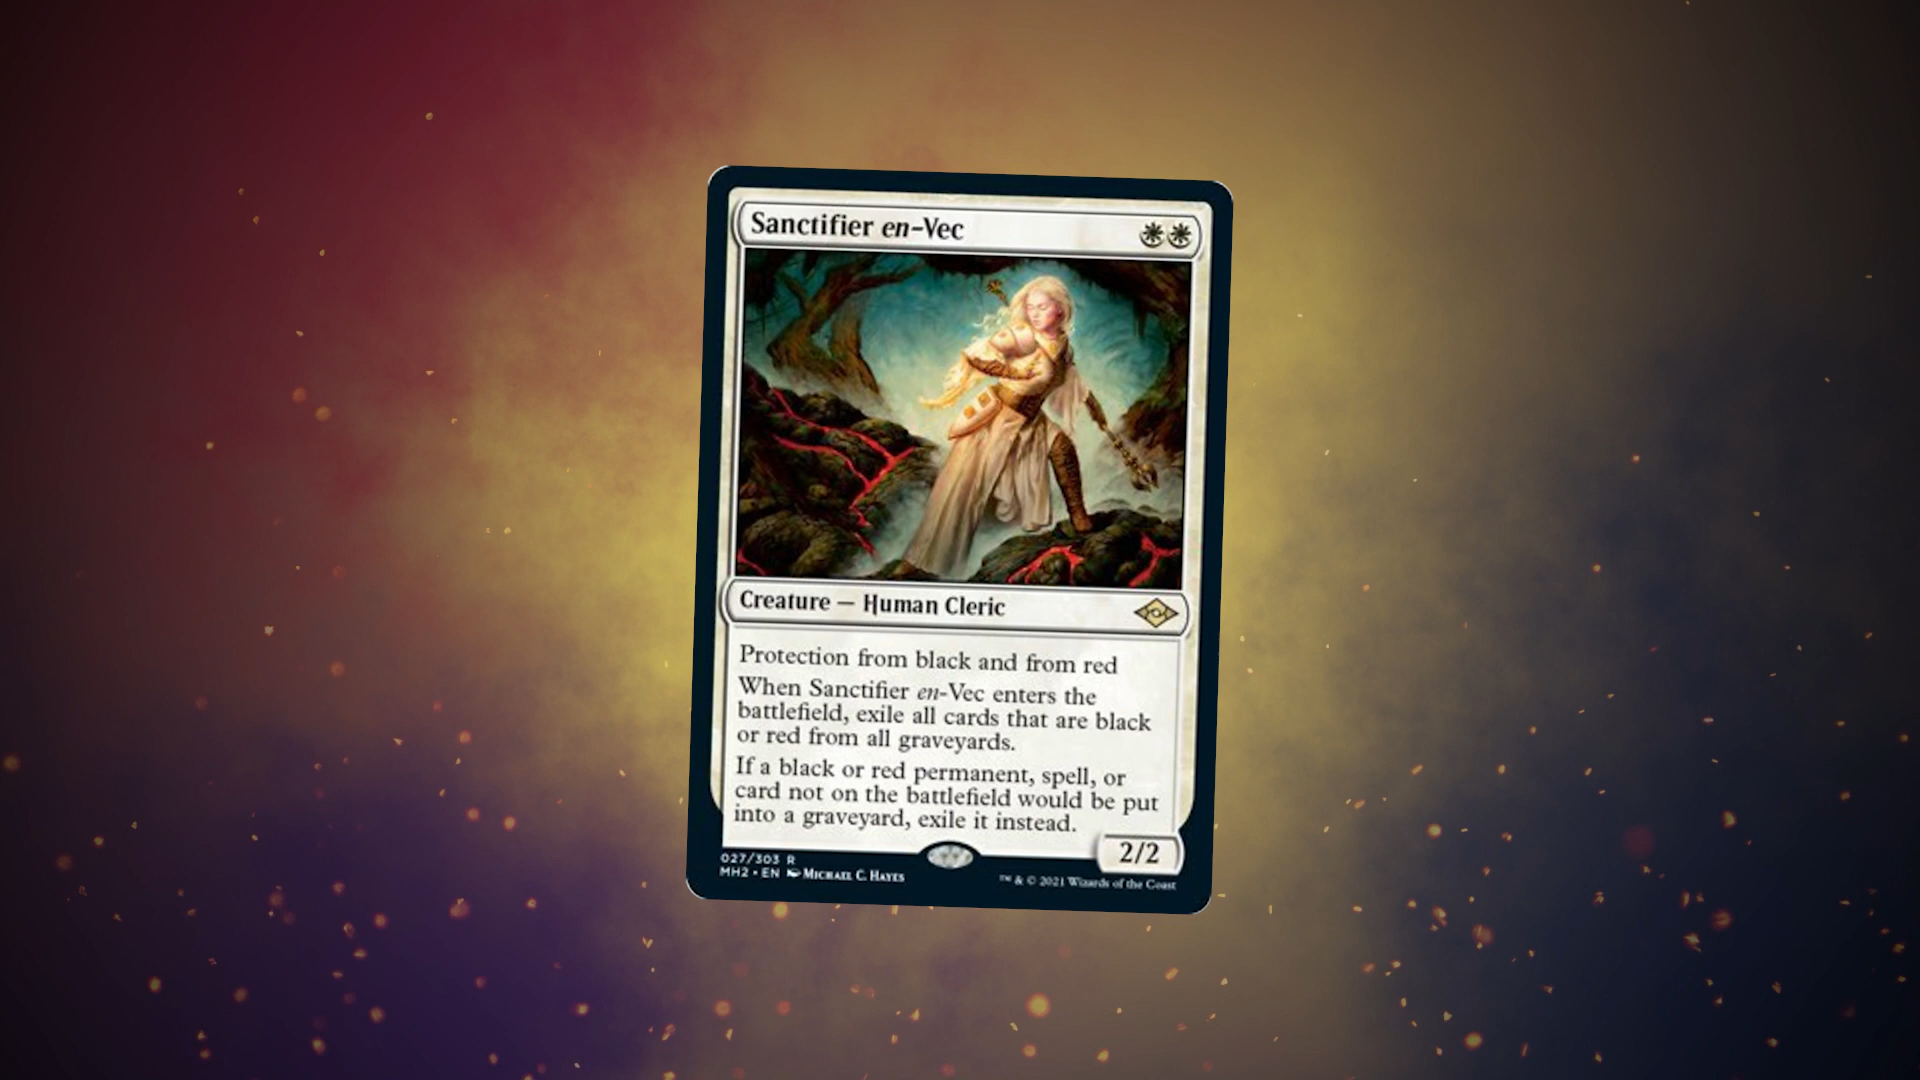 Sanctifier en-Vec
Creature — Human Cleric
Protection from black and from red
When Sanctifier en-Vec enters the
battlefield, exile all cards that are black
or red from all graveyards.
If a black or red permanent, spell, or
card not on the battlefield would be put
into a graveyard, exile it instead.
2/2
027/303 R
MH2 • EN Michael C. Hayes
™ & © 2021 Wizards of the Coast